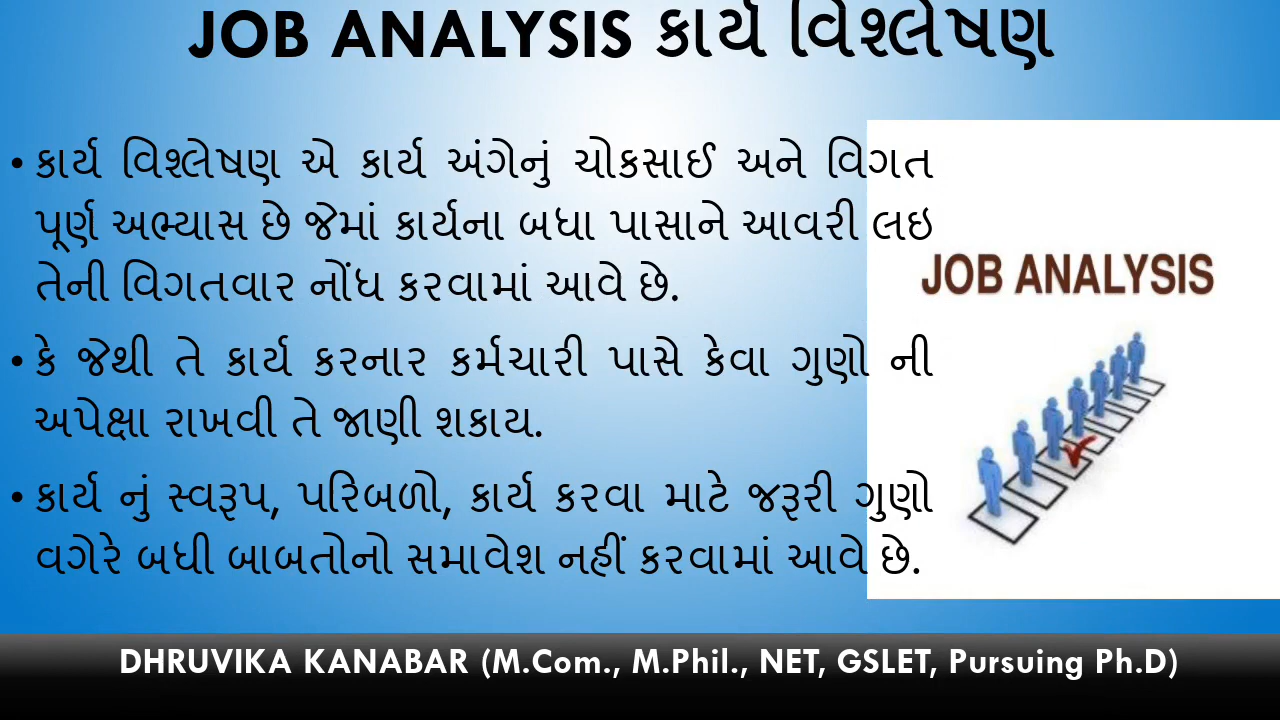 JOB ANALYSIS કાર્ય વિશ્લેષણ
• કાર્ય વિશ્લેષણ એ કાર્ય અંગેનું ચોકસાઈ અને વિગત
પૂર્ણ અભ્યાસ છે જેમાં કાર્યના બધા પાસાને આવરી લઇ
તેની વિગતવાર નોંધ કરવામાં આવે છે.
• કે જેથી તે કાર્ય કરનાર કર્મચારી પાસે કેવા ગુણો ની
અપેક્ષા રાખવી તે જાણી શકાય.
• કાર્ય નું સ્વરૂપ, પરિબળો, કાર્ય કરવા માટે જરૂરી ગુણો
વગેરે બધી બાબતોનો સમાવેશ નહીં કરવામાં આવે છે.
JOB ANALYSIS
DHRUVIKA KANABAR (M.Com., M.Phil., NET, GSLET, Pursuing Ph.D)